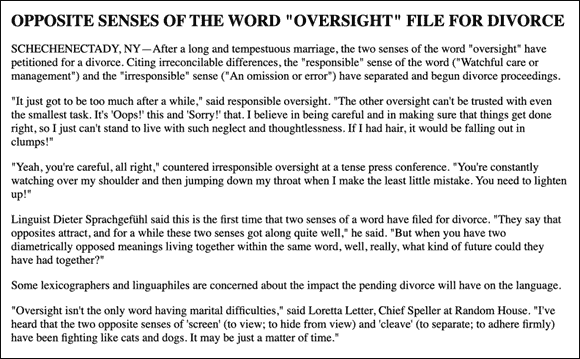 OPPOSITE SENSES OF THE WORD "OVERSIGHT" FILE FOR DIVORCE
SCHECHENECTADY, NY—After a long and tempestuous marriage, the two senses of the word "oversight" have
petitioned for a divorce. Citing irreconcilable differences, the "responsible" sense of the word ("Watchful care or
management") and the "irresponsible" sense ("An omission or error") have separated and begun divorce proceedings.
"It just got to be too much after a while," said responsible oversight. "The other oversight can't be trusted with even
the smallest task. It's 'Oops!' this and 'Sorry!' that. I believe in being careful and in making sure that things get done
right, so I just can't stand to live with such neglect and thoughtlessness. If I had hair, it would be falling out in
clumps!"
"Yeah, you're careful, all right," countered irresponsible oversight at a tense press conference. "You're constantly
watching over my shoulder and then jumping down my throat when I make the least little mistake. You need to lighten
up!"
Linguist Dieter Sprachgefühl said this is the first time that two senses of a word have filed for divorce. "They say that
opposites attract, and for a while these two senses got along quite well," he said. "But when you have two
diametrically opposed meanings living together within the same word, well, really, what kind of future could they
have had together?"
Some lexicographers and linguaphiles are concerned about the impact the pending divorce will have on the language.
"Oversight isn't the only word having marital difficulties," said Loretta Letter, Chief Speller at Random House. "I've
heard that the two opposite senses of 'screen' (to view; to hide from view) and 'cleave' (to separate; to adhere firmly)
have been fighting like cats and dogs. It may be just a matter of time."